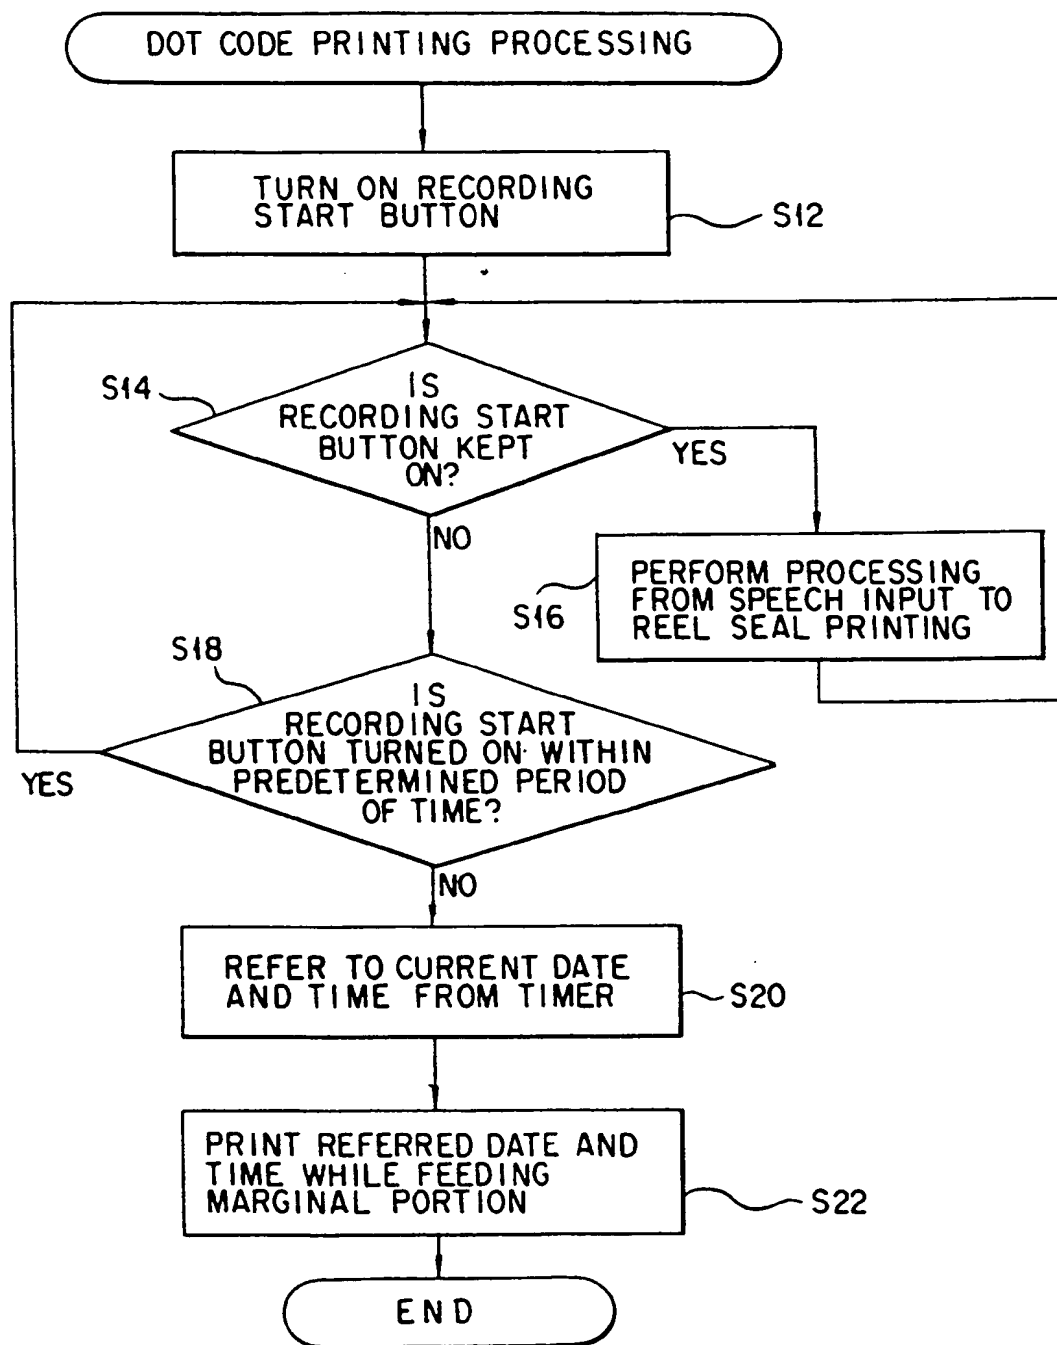 DOT CODE PRINTING PROCESSING
TURN ON RECORDING
START BUTTON
S12
S14
IS
RECORDING START
BUTTON KEPT
ON?
YES
NO
PERFORM PROCESSING
FROM SPEECH INPUT TO
REEL SEAL PRINTING
S16
S18
IS
RECORDING START
BUTTON TURNED ON WITHIN
PREDETERMINED PERIOD
OF TIME?
YES
NO
REFER TO CURRENT DATE
AND TIME FROM TIMER
S20
PRINT REFERRED DATE AND
TIME WHILE FEEDING
MARGINAL PORTION
S22
END